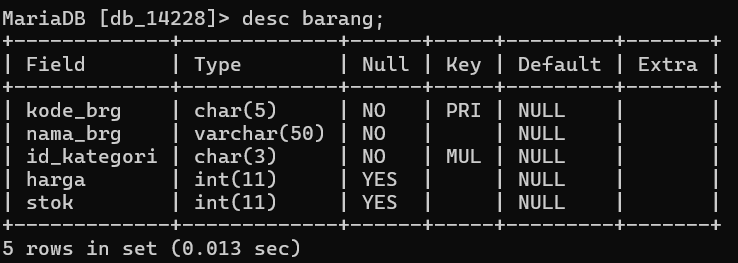 MariaDB [db_14228]> desc barang;
+-------------+-------------+------+-----+---------+-------+
| Field       | Type        | Null | Key | Default | Extra |
+-------------+-------------+------+-----+---------+-------+
| kode_brg    | char(5)     | NO   | PRI | NULL    |       |
| nama_brg    | varchar(50) | NO   |     | NULL    |       |
| id_kategori | char(3)     | NO   | MUL | NULL    |       |
| harga       | int(11)     | YES  |     | NULL    |       |
| stok        | int(11)     | YES  |     | NULL    |       |
+-------------+-------------+------+-----+---------+-------+
5 rows in set (0.013 sec)